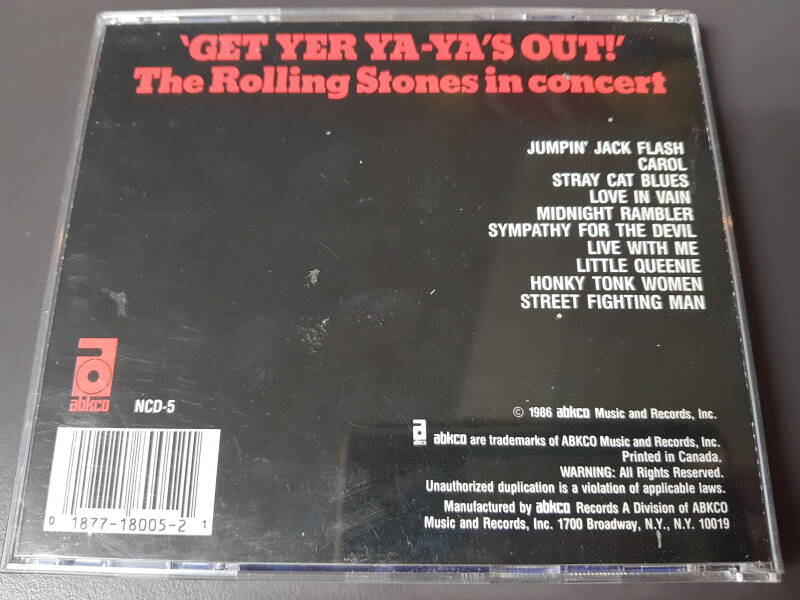 'GET YER YA-YA'S OUT!'
The Rolling Stones in concert
JUMPIN' JACK FLASH
CAROL
STRAY CAT BLUES
LOVE IN VAIN
MIDNIGHT RAMBLER
SYMPATHY FOR THE DEVIL
LIVE WITH ME
LITTLE QUEENIE
HONKY TONK WOMEN
STREET FIGHTING MAN
abkco
NCD-5
0 1877-18005-2 1
© 1986 abkco Music and Records, Inc.
abkco are trademarks of ABKCO Music and Records, Inc.
Printed in Canada.
WARNING: All Rights Reserved.
Unauthorized duplication is a violation of applicable laws.
Manufactured by abkco Records A Division of ABKCO
Music and Records, Inc. 1700 Broadway, N.Y., N.Y. 10019